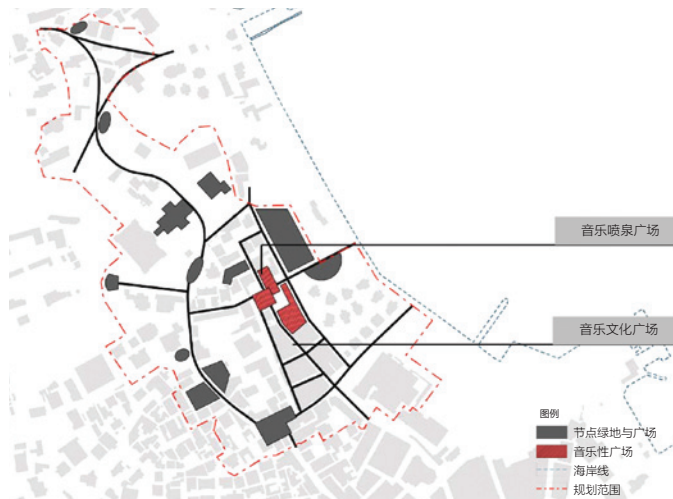 音乐喷泉广场
音乐文化广场
图例
节点绿地与广场
音乐性广场
海岸线
规划范围